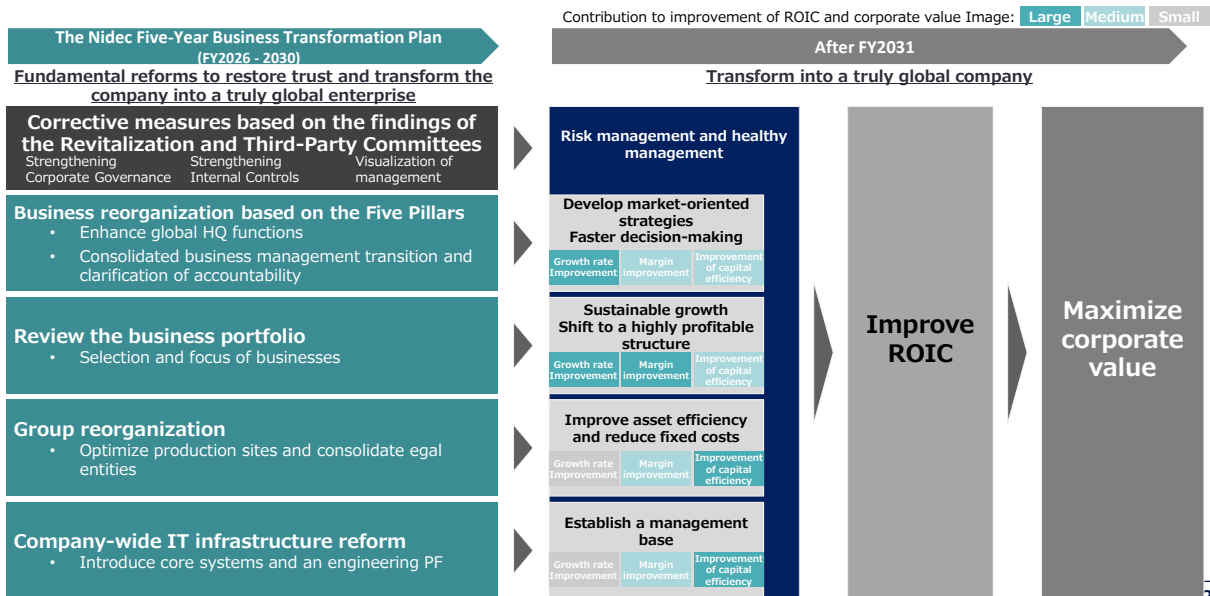 Contribution to improvement of ROIC and corporate value Image:
Large
Medium
Small
The Nidec Five-Year Business Transformation Plan
(FY2026 - 2030)
After FY2031
Fundamental reforms to restore trust and transform the
company into a truly global enterprise
Transform into a truly global company
Corrective measures based on the findings of
the Revitalization and Third-Party Committees
Strengthening
Corporate Governance
Strengthening
Internal Controls
Visualization of
management
Risk management and healthy
management
Business reorganization based on the Five Pillars
• Enhance global HQ functions
• Consolidated business management transition and
clarification of accountability
Develop market-oriented
strategies
Faster decision-making
Growth rate
Improvement
Margin
improvement
Improvement
of capital
efficiency
Review the business portfolio
• Selection and focus of businesses
Sustainable growth
Shift to a highly profitable
structure
Growth rate
Improvement
Margin
improvement
Improvement
of capital
efficiency
Group reorganization
• Optimize production sites and consolidate egal
entities
Improve asset efficiency
and reduce fixed costs
Growth rate
Improvement
Margin
improvement
Improvement
of capital
efficiency
Company-wide IT infrastructure reform
• Introduce core systems and an engineering PF
Establish a management
base
Growth rate
Improvement
Margin
improvement
Improvement
of capital
efficiency
Improve
ROIC
Maximize
corporate
value